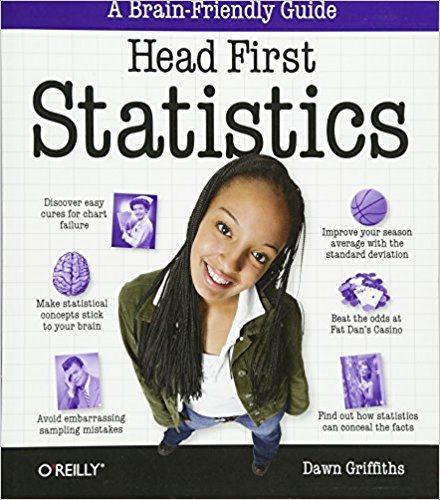 A Brain-Friendly Guide
Head First
Statistics
Discover easy
cures for chart
failure
Improve your season
average with the
standard deviation
Make statistical
concepts stick
to your brain
Beat the odds at
Fat Dan's Casino
Avoid embarrassing
sampling mistakes
Find out how statistics
can conceal the facts
O'REILLY®
Dawn Griffiths